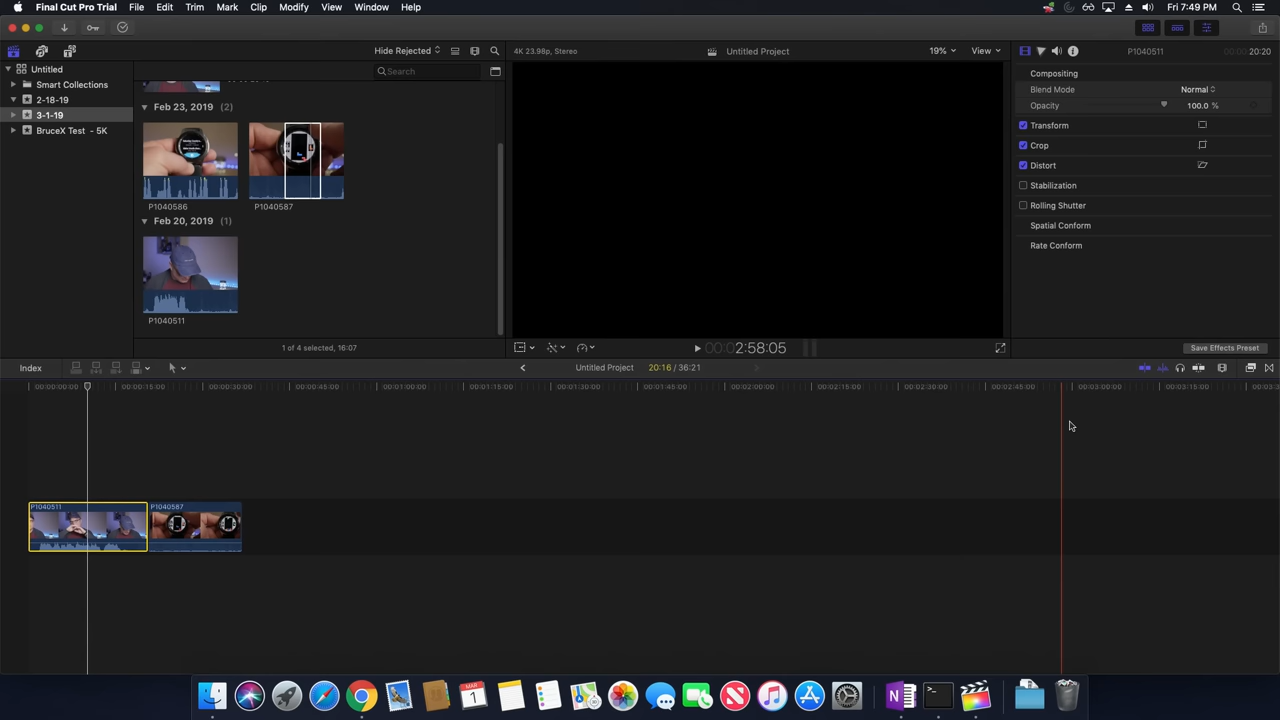 Final Cut Pro Trial File Edit Trim Mark Clip Modify View Window Help Fri 7:49 PM
Hide Rejected 4K 23.98p, Stereo Untitled Project 19% View P1040511 00:00 20:20
Untitled
Smart Collections
2-18-19
3-1-19
BruceX Test - 5K
Search
Feb 23, 2019 (2)
P1040586 P1040587
Feb 20, 2019 (1)
P1040511
1 of 4 selected, 16:07
00:00:02:58:05
Compositing
Blend Mode Normal
Opacity 100.0 %
Transform
Crop
Distort
Stabilization
Rolling Shutter
Spatial Conform
Rate Conform
Save Effects Preset
Index Untitled Project 20:16 / 36:21
00:00:00:00 00:00:15:00 00:00:30:00 00:00:45:00 00:01:00:00 00:01:15:00 00:01:30:00 00:01:45:00 00:02:00:00 00:02:15:00 00:02:30:00 00:02:45:00 00:03:00:00 00:03:15:00
P1040511 P1040587